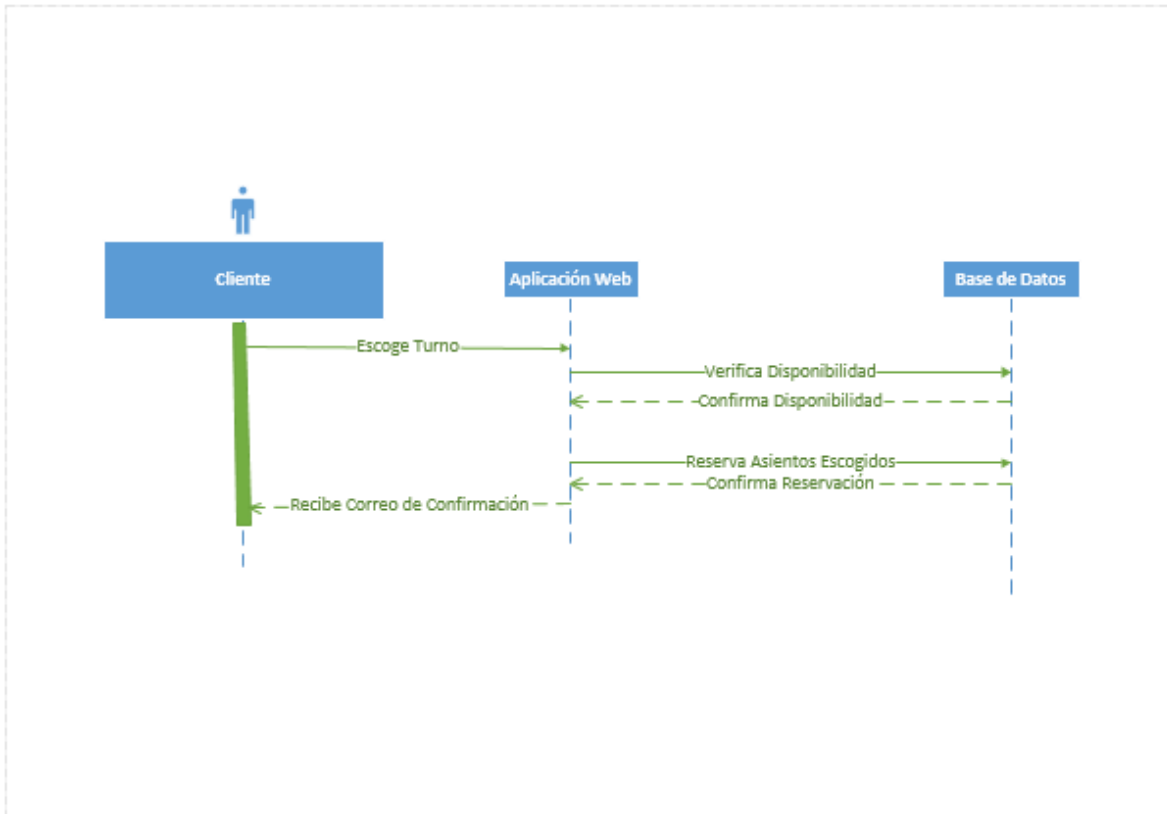 Cliente
Aplicación Web
Base de Datos
Escoge Turno
Verifica Disponibilidad
Confirma Disponibilidad
Reserva Asientos Escogidos
Confirma Reservación
Recibe Correo de Confirmación